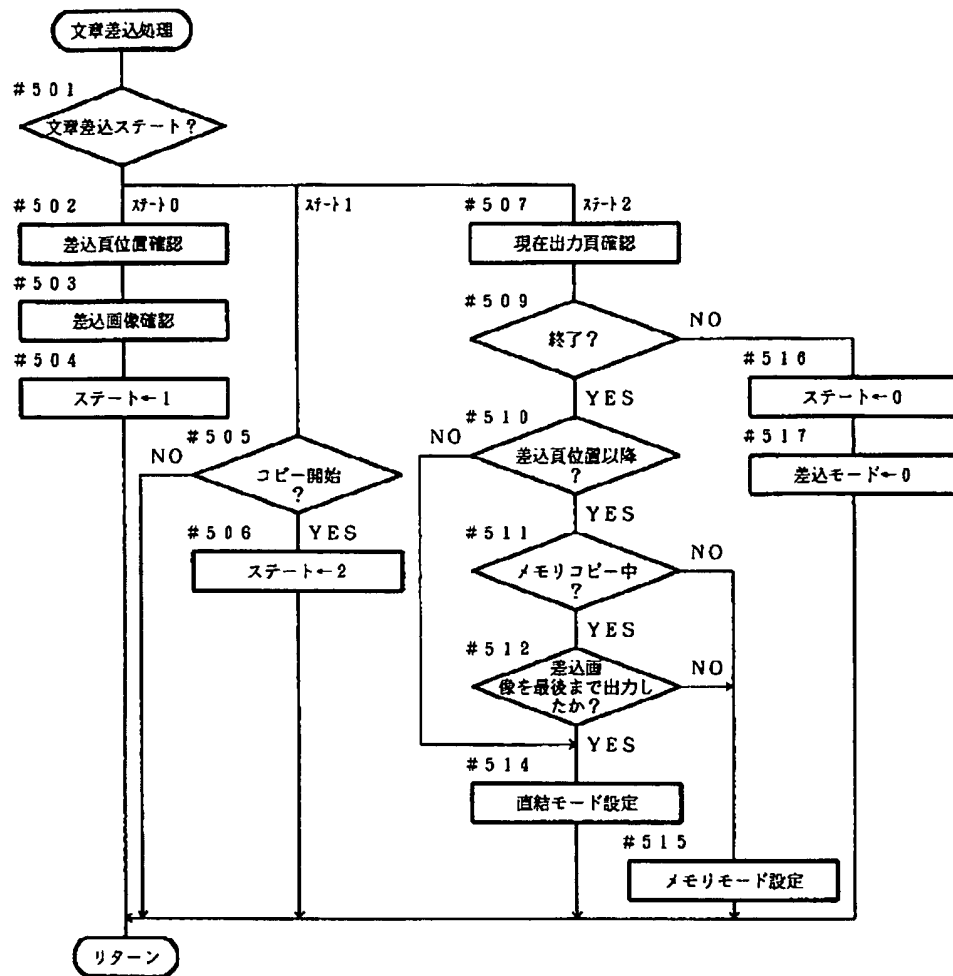 文章差込処理
#501
文章差込ステート?
#502
ステート0
差込頁位置確認
#503
差込画像確認
#504
ステート←1
ステート1
#505
NO
コピー開始
?
#506
YES
ステート←2
#507
ステート2
現在出力頁確認
#509
NO
終了?
YES
#510
NO
差込頁位置以降
?
YES
#511
NO
メモリコピー中
?
YES
#512
NO
差込画
像を最後まで出力し
たか?
YES
#514
直結モード設定
#515
メモリモード設定
#516
ステート←0
#517
差込モード←0
リターン